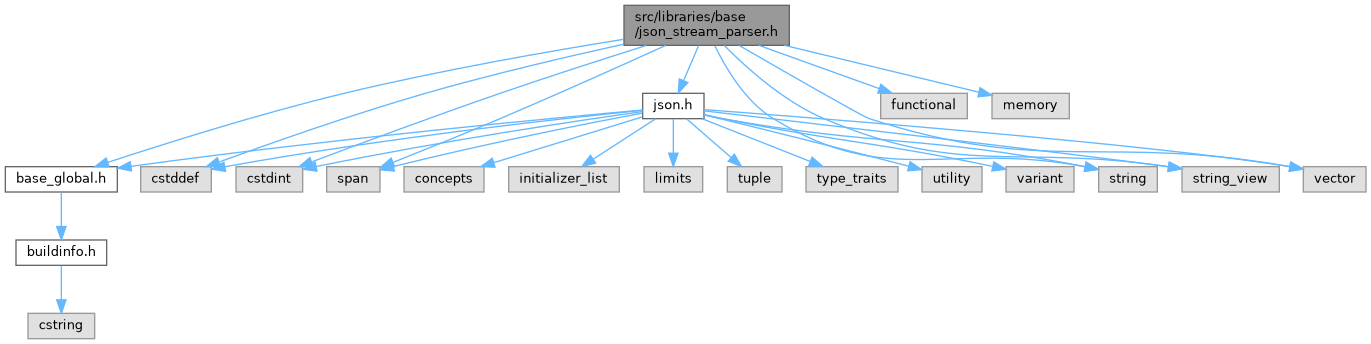 src/libraries/base
/json_stream_parser.h
json.h
functional
memory
base_global.h
cstddef
cstdint
span
concepts
initializer_list
limits
tuple
type_traits
utility
variant
string
string_view
vector
buildinfo.h
cstring